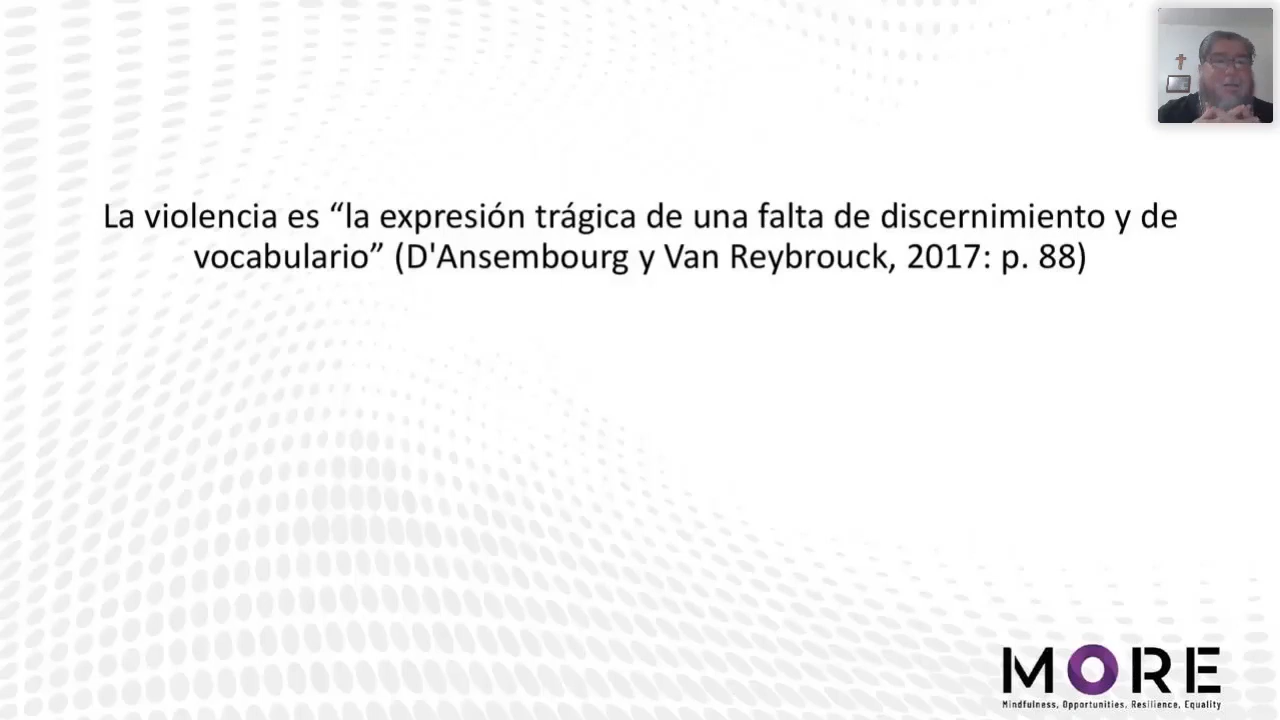 La violencia es “la expresión trágica de una falta de discernimiento y de
vocabulario” (D'Ansembourg y Van Reybrouck, 2017: p. 88)
MORE
Mindfulness, Opportunities, Resilience, Equality